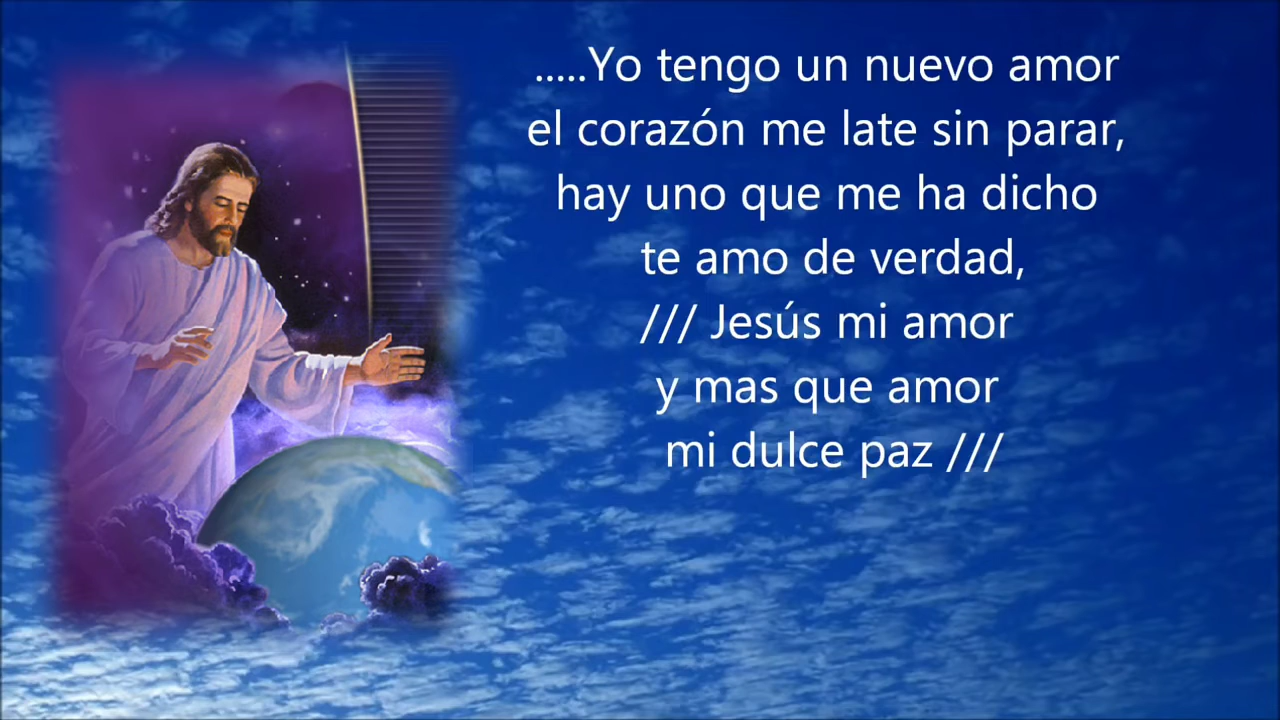 .....Yo tengo un nuevo amor
el corazón me late sin parar,
hay uno que me ha dicho
te amo de verdad,
/// Jesús mi amor
y mas que amor
mi dulce paz ///